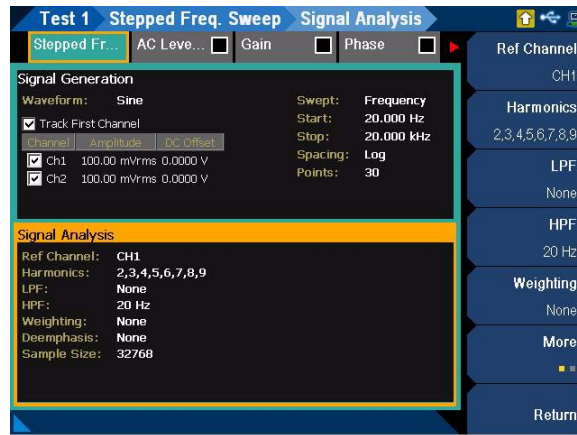 Test 1 Stepped Freq. Sweep Signal Analysis
Stepped Fr... AC Leve... Gain Phase
Signal Generation
Waveform: Sine
Track First Channel
Channel Amplitude DC Offset
Ch1 100.00 mVrms 0.0000 V
Ch2 100.00 mVrms 0.0000 V
Swept: Frequency
Start: 20.000 Hz
Stop: 20.000 kHz
Spacing: Log
Points: 30
Signal Analysis
Ref Channel: CH1
Harmonics: 2,3,4,5,6,7,8,9
LPF: None
HPF: 20 Hz
Weighting: None
Deemphasis: None
Sample Size: 32768
Ref Channel
CH1
Harmonics
2,3,4,5,6,7,8,9
LPF
None
HPF
20 Hz
Weighting
None
More
Return